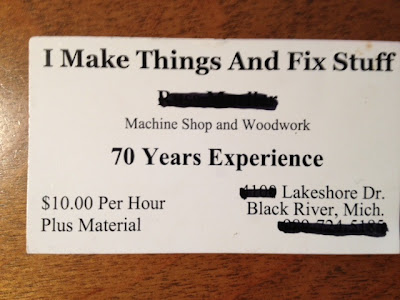 I Make Things And Fix Stuff
Machine Shop and Woodwork
70 Years Experience
$10.00 Per Hour
Plus Material
Lakeshore Dr.
Black River, Mich.